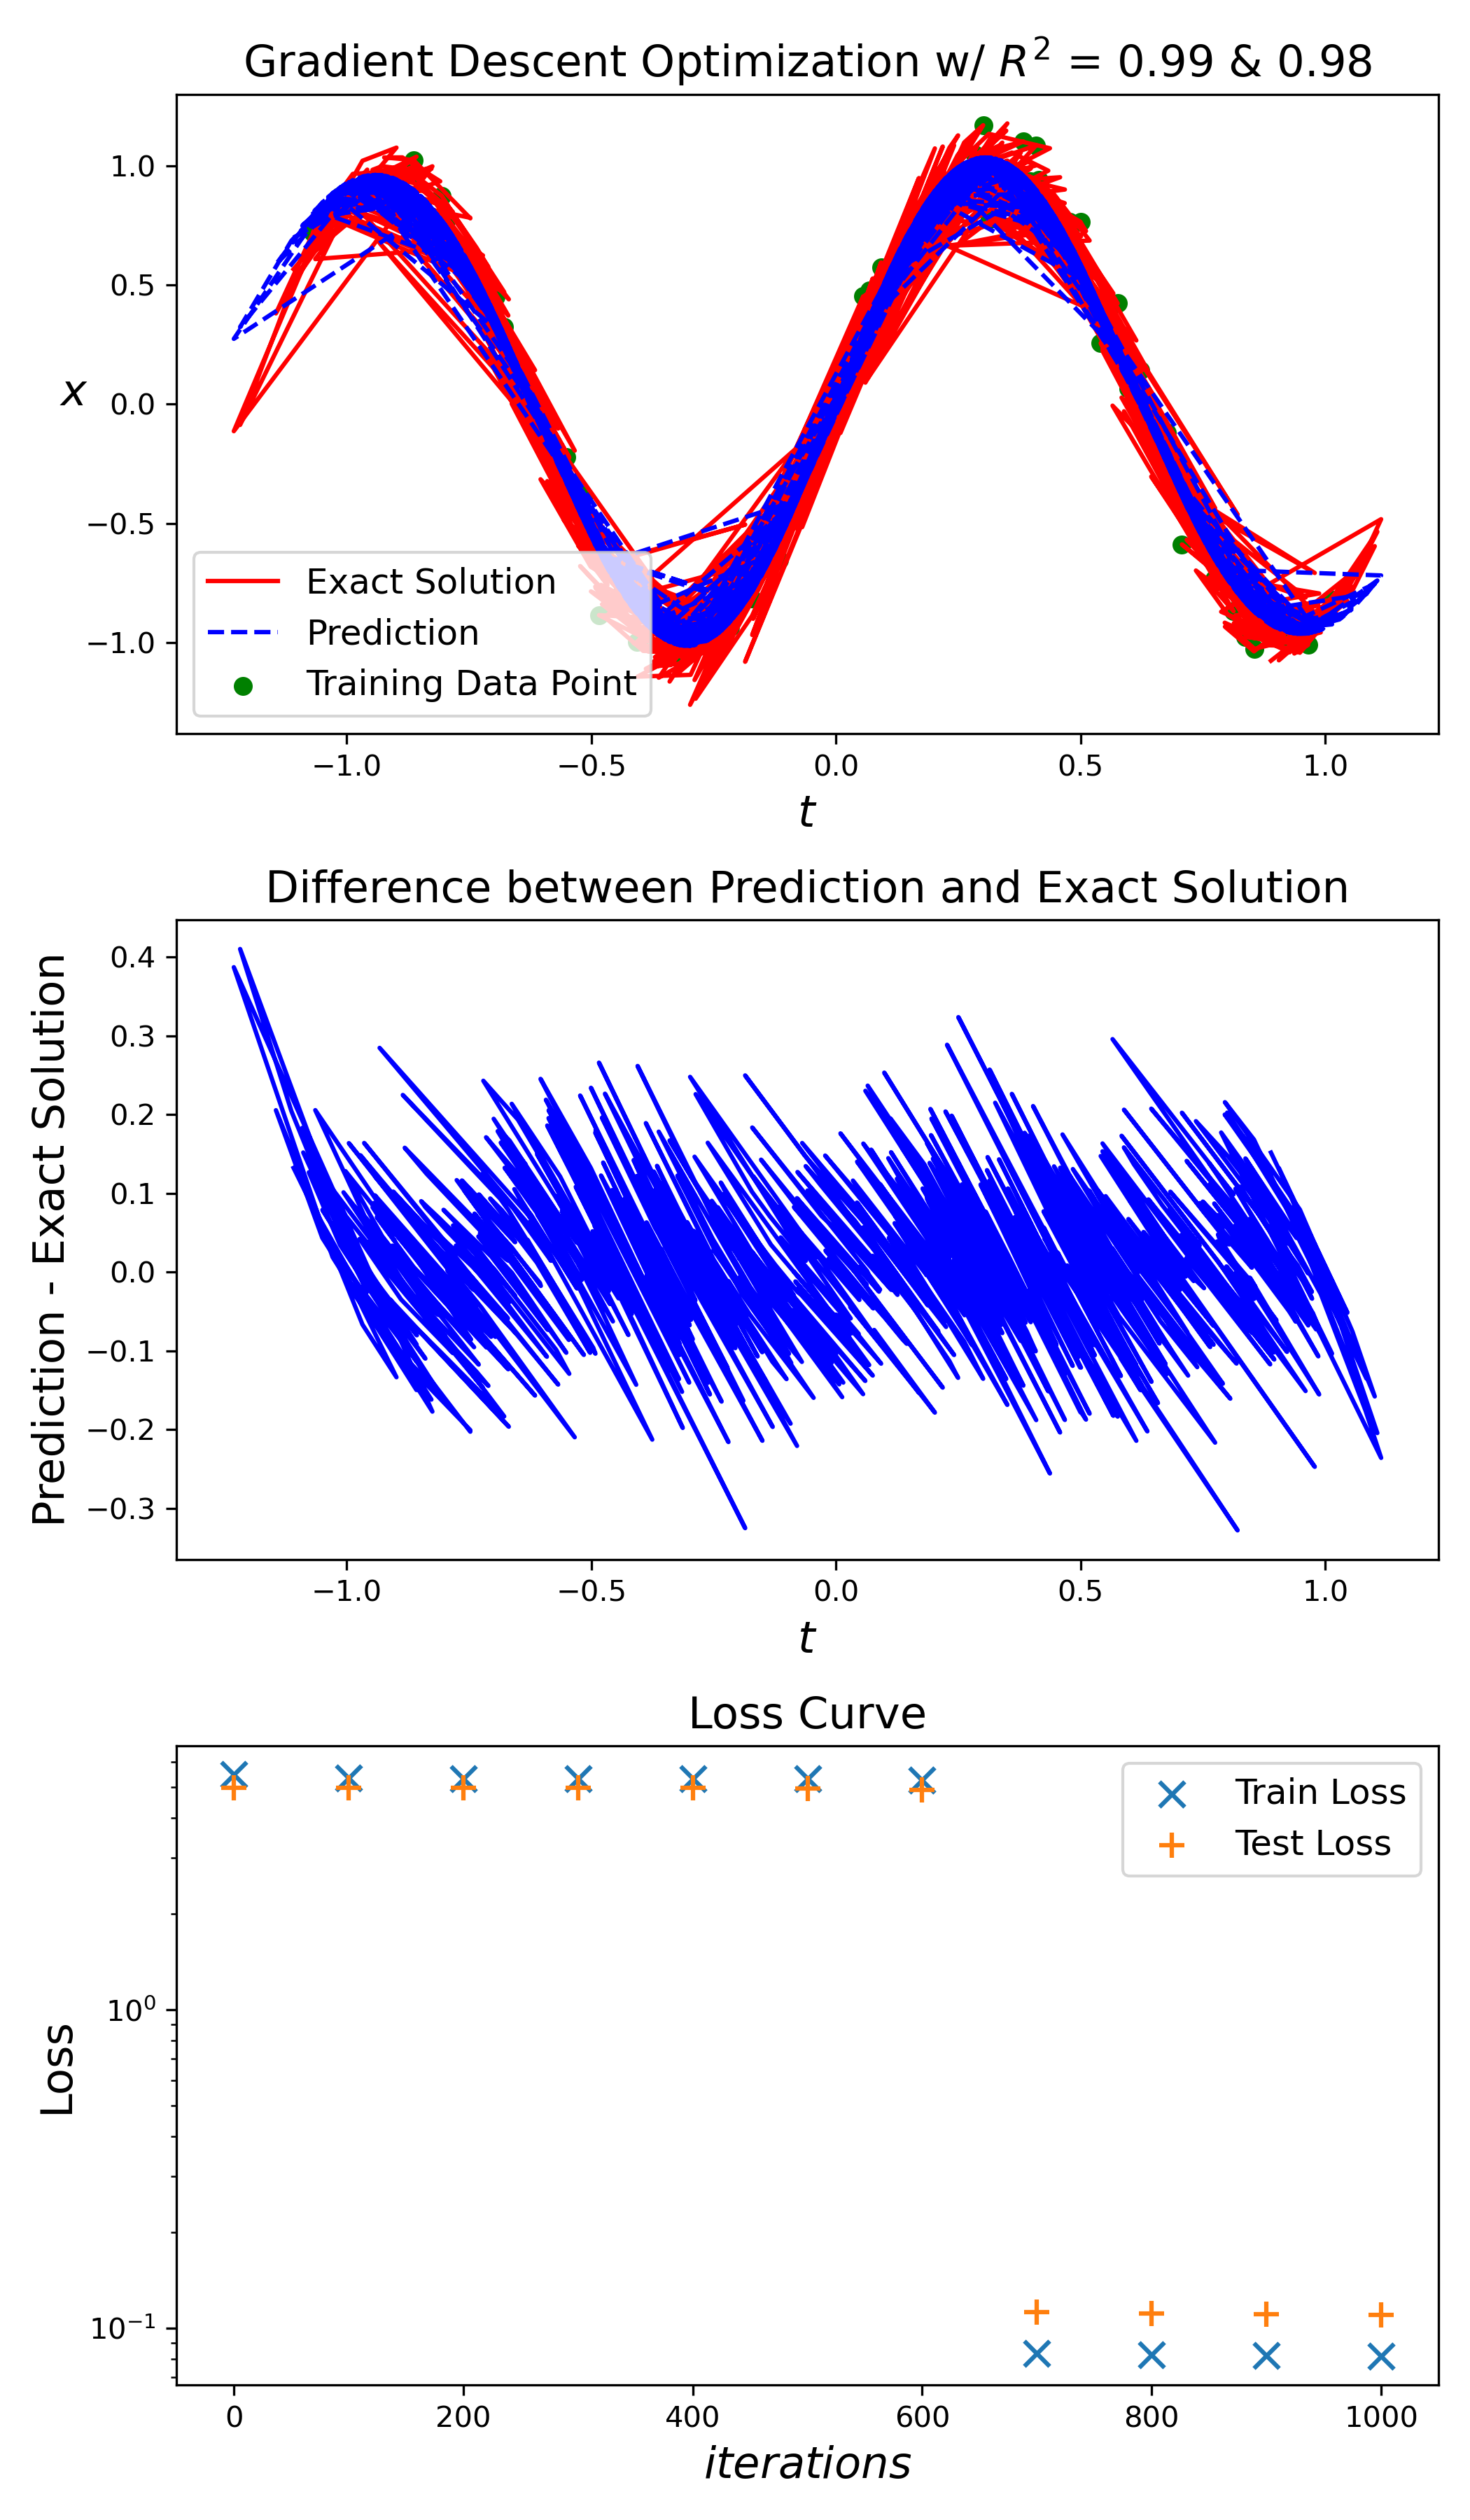 Gradient Descent Optimization w/ R² = 0.99 & 0.98
1.0
0.5
0.0
−0.5
−1.0
x
Exact Solution
Prediction
Training Data Point
−1.0 −0.5 0.0 0.5 1.0
t
Difference between Prediction and Exact Solution
0.4
0.3
0.2
0.1
0.0
−0.1
−0.2
−0.3
Prediction - Exact Solution
−1.0 −0.5 0.0 0.5 1.0
t
Loss Curve
Train Loss
Test Loss
10⁰
10⁻¹
Loss
0 200 400 600 800 1000
iterations